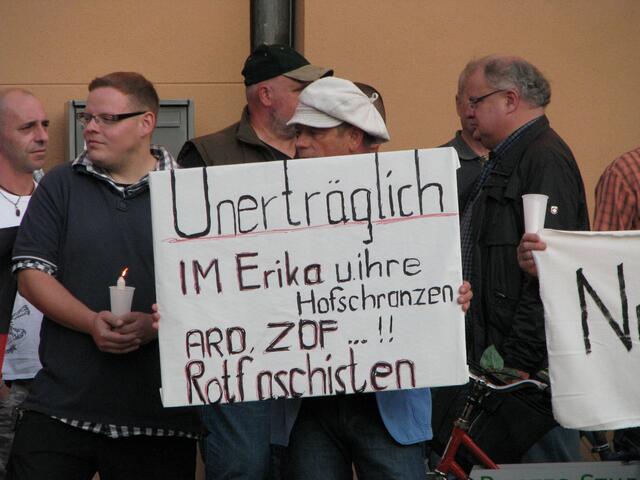 Unerträglich
IM Erika u.ihre
Hofschranzen
ARD, ZDF ...!!
Rotfaschisten